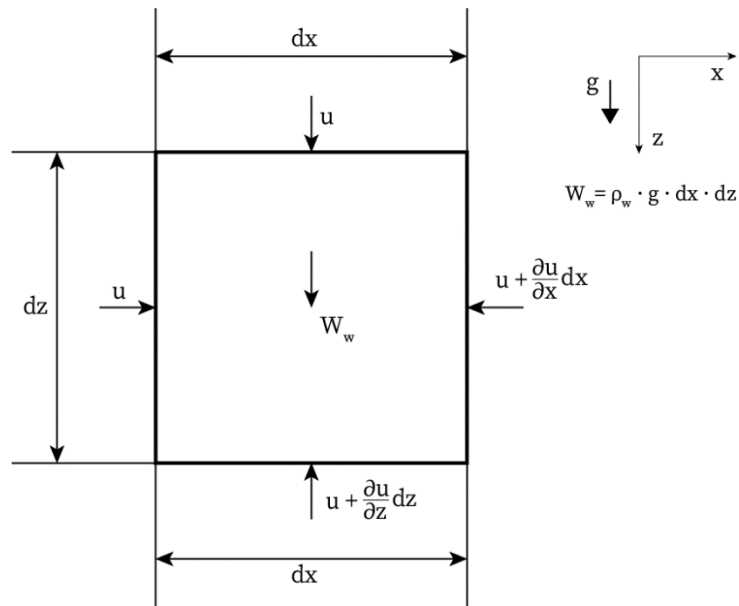 dx
g
x
u
z
W_w = ρ_w · g · dx · dz
u
dz
u + ∂u/∂x dx
W_w
u + ∂u/∂z dz
dx